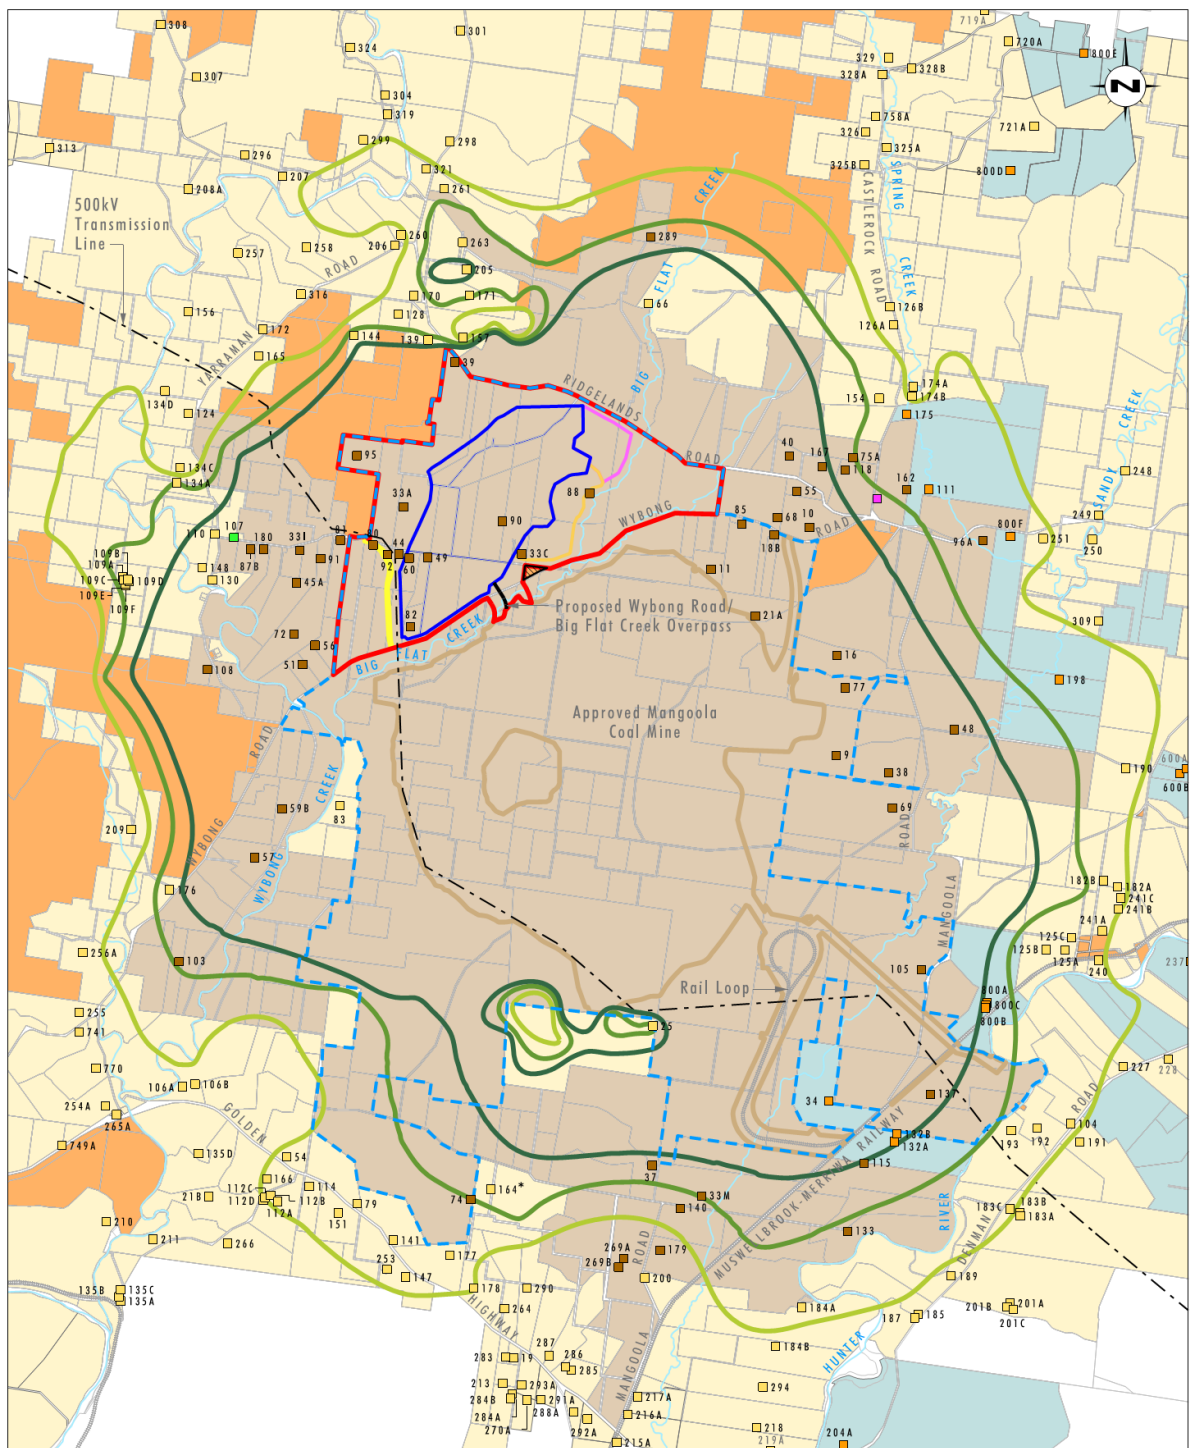 308
324
301
719A
720A
800E
329
328A
328B
307
304
319
758A
326
325A
721A
299
298
313
296
325B
800D
321
207
208A
261
SPRING
CREEK
CASTLEROCK ROAD
500kV
Transmission
Line
N
CREEK
260
206
263
289
258
257
ROAD
205
FLAT
316
170
171
66
156
126B
128
126A
172
144
139
157
YARRAMAN
165
39
BIG
RIDGELANDS
174A
174B
134D
154
175
124
CREEK
40
167
75A
95
ROAD
118
134C
248
134A
88
55
162
111
33A
SANDY
WYBONG
249
110
107
90
85
68
10
ROAD
800F
81
80
18B
96A
251
250
109B
180
33I
44
33C
109A
87B
91
92
60
49
109C
109D
148
11
109E
130
45A
109F
Proposed Wybong Road/
Big Flat Creek Overpass
21A
82
309
72
CREEK
56
FLAT
16
51
BIG
108
198
77
Approved Mangoola
Coal Mine
48
ROAD
9
190
600A
38
600B
CREEK
59B
83
69
209
WYBONG
ROAD
57
WYBONG
182B
182A
176
241C
241B
MANGOOLA
241A
125C
125B
125A
256A
103
240
237
105
Rail Loop
800A
800C
255
800B
741
25
770
227
228
106A
106B
137
254A
34
ROAD
265A
GOLDEN
104
132B
193
192
749A
132A
191
135D
54
115
37
166
164*
112C
114
21B
112D
112B
79
74
33M
183B
112A
140
183C
183A
151
RIVER
210
133
211
266
141
269A
179
177
269B
ROAD
DENMAN
MUSWELLBROOK-MERRIWA RAILWAY
253
147
200
189
135B
135C
178
290
135A
201B
201A
264
184A
201C
HIGHWAY
187
185
287
184B
283
19
286
285
HUNTER
213
293A
MANGOOLA
294
284B
291A
217A
284A
288A
216A
270A
292A
218
215A
219A
204A